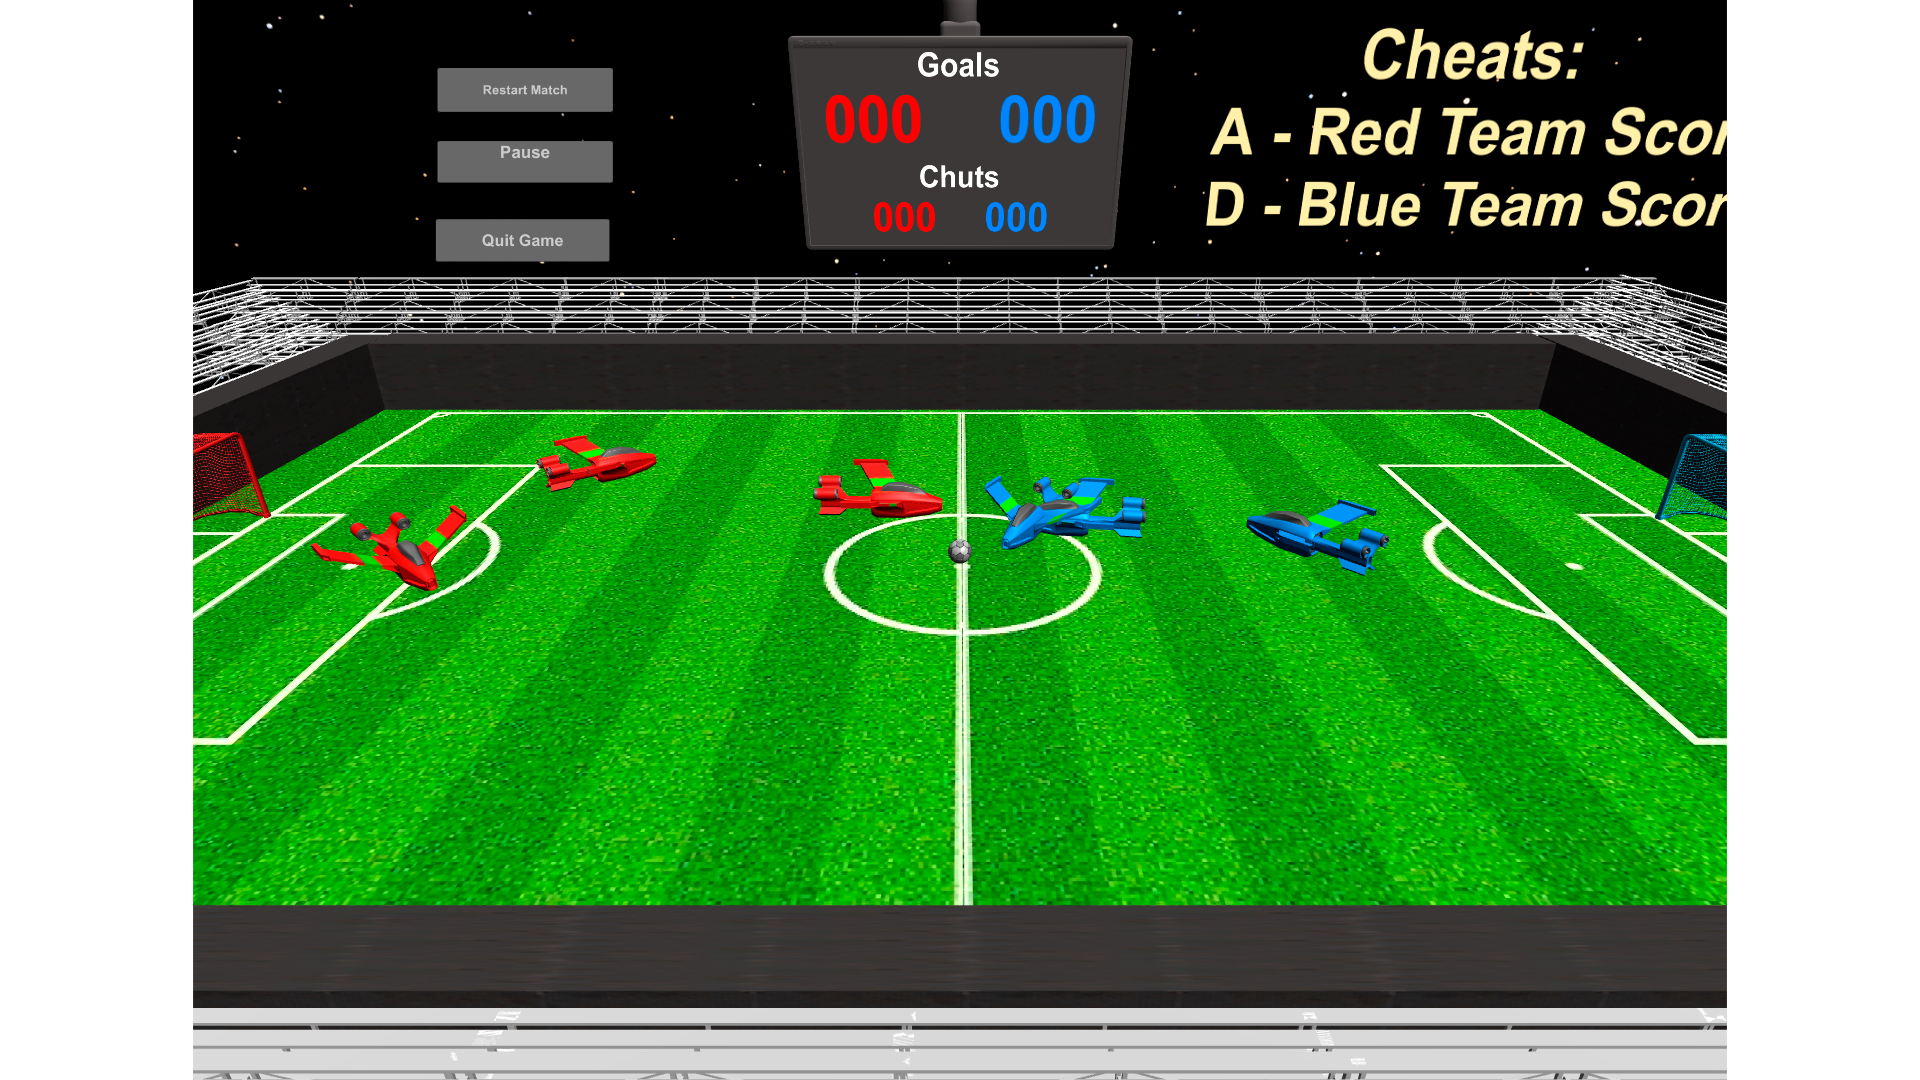 Restart Match
Pause
Quit Game
Goals
000 000
Chuts
000 000
Cheats:
A - Red Team Scor
D - Blue Team Scor